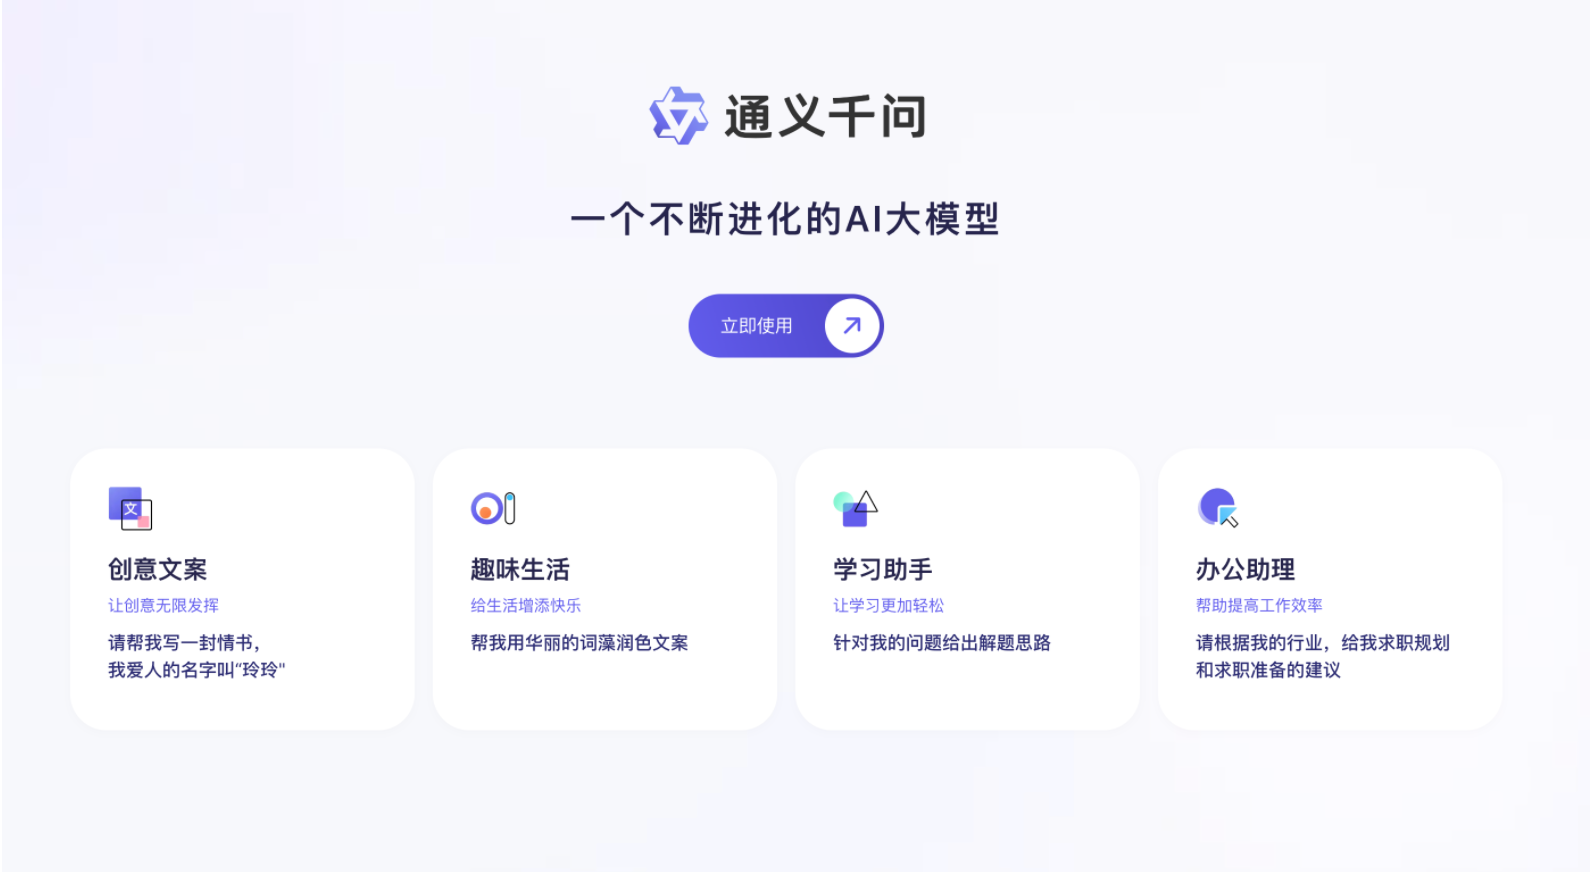 通义千问
一个不断进化的AI大模型
立即使用
文
创意文案
让创意无限发挥
请帮我写一封情书，
我爱人的名字叫“玲玲"
趣味生活
给生活增添快乐
帮我用华丽的词藻润色文案
学习助手
让学习更加轻松
针对我的问题给出解题思路
办公助理
帮助提高工作效率
请根据我的行业，给我求职规划
和求职准备的建议